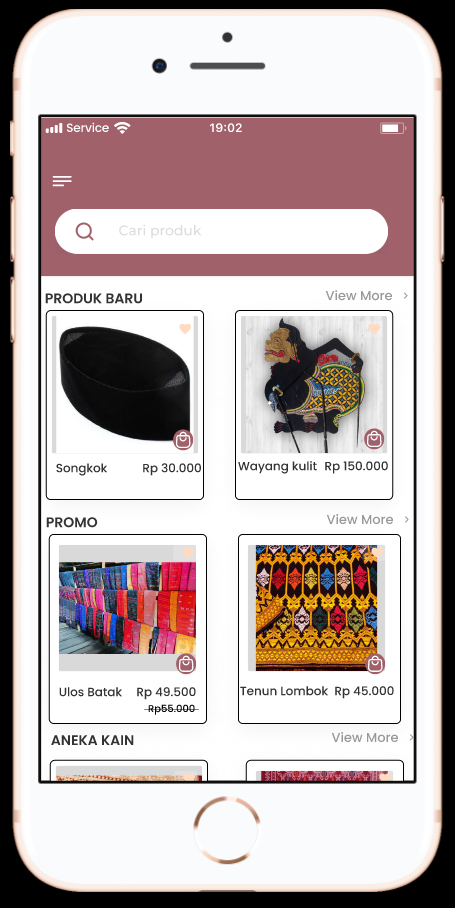 Service 19:02
Cari produk
PRODUK BARU View More
Songkok Rp 30.000
Wayang kulit Rp 150.000
PROMO View More
Ulos Batak Rp 49.500
Rp55.000
Tenun Lombok Rp 45.000
ANEKA KAIN View More